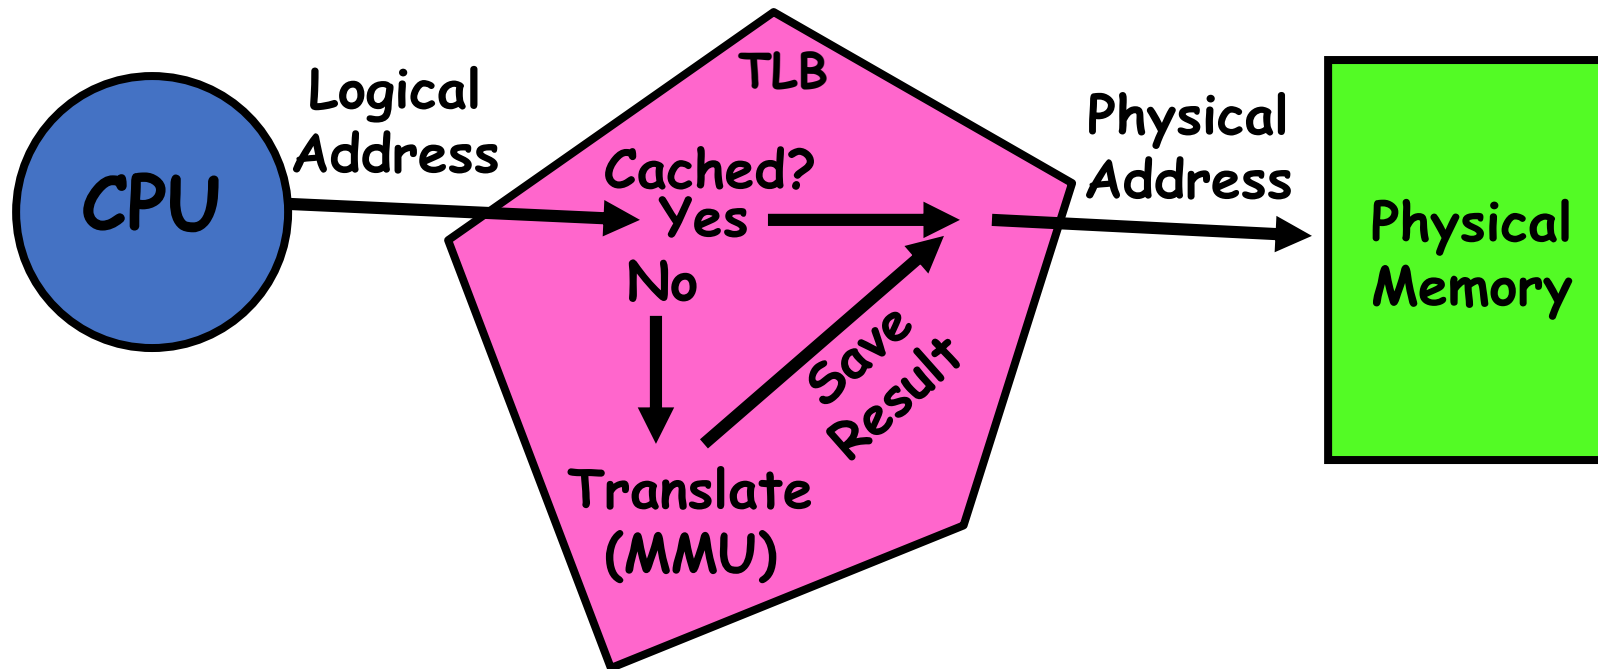 CPU
Logical
Address
TLB
Cached?
Yes
No
Save
Result
Translate
(MMU)
Physical
Address
Physical
Memory